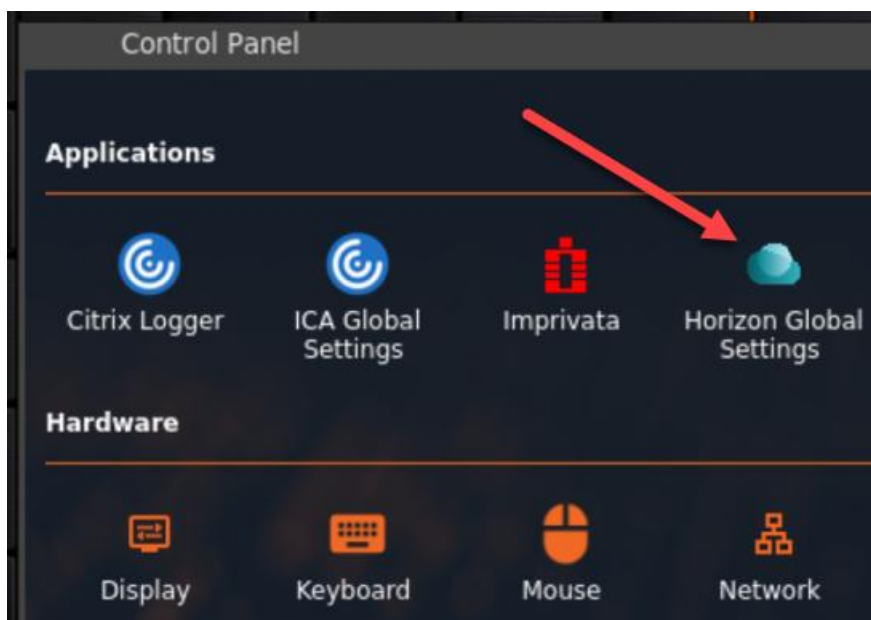 Control Panel
Applications
Citrix Logger
ICA Global
Settings
Imprivata
Horizon Global
Settings
Hardware
Display
Keyboard
Mouse
Network